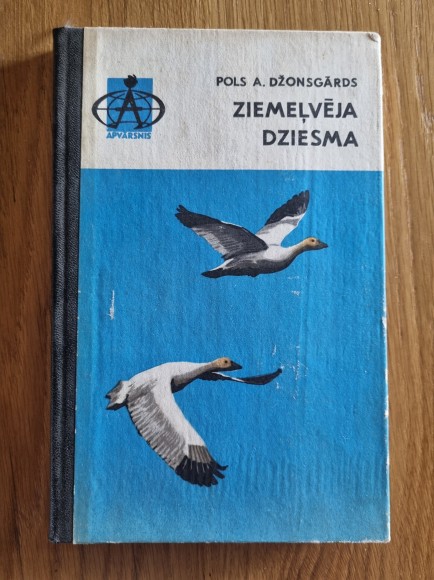 POLS A. DŽONSGĀRDS
ZIEMEĻVĒJA
DZIESMA
APVĀRSNIS